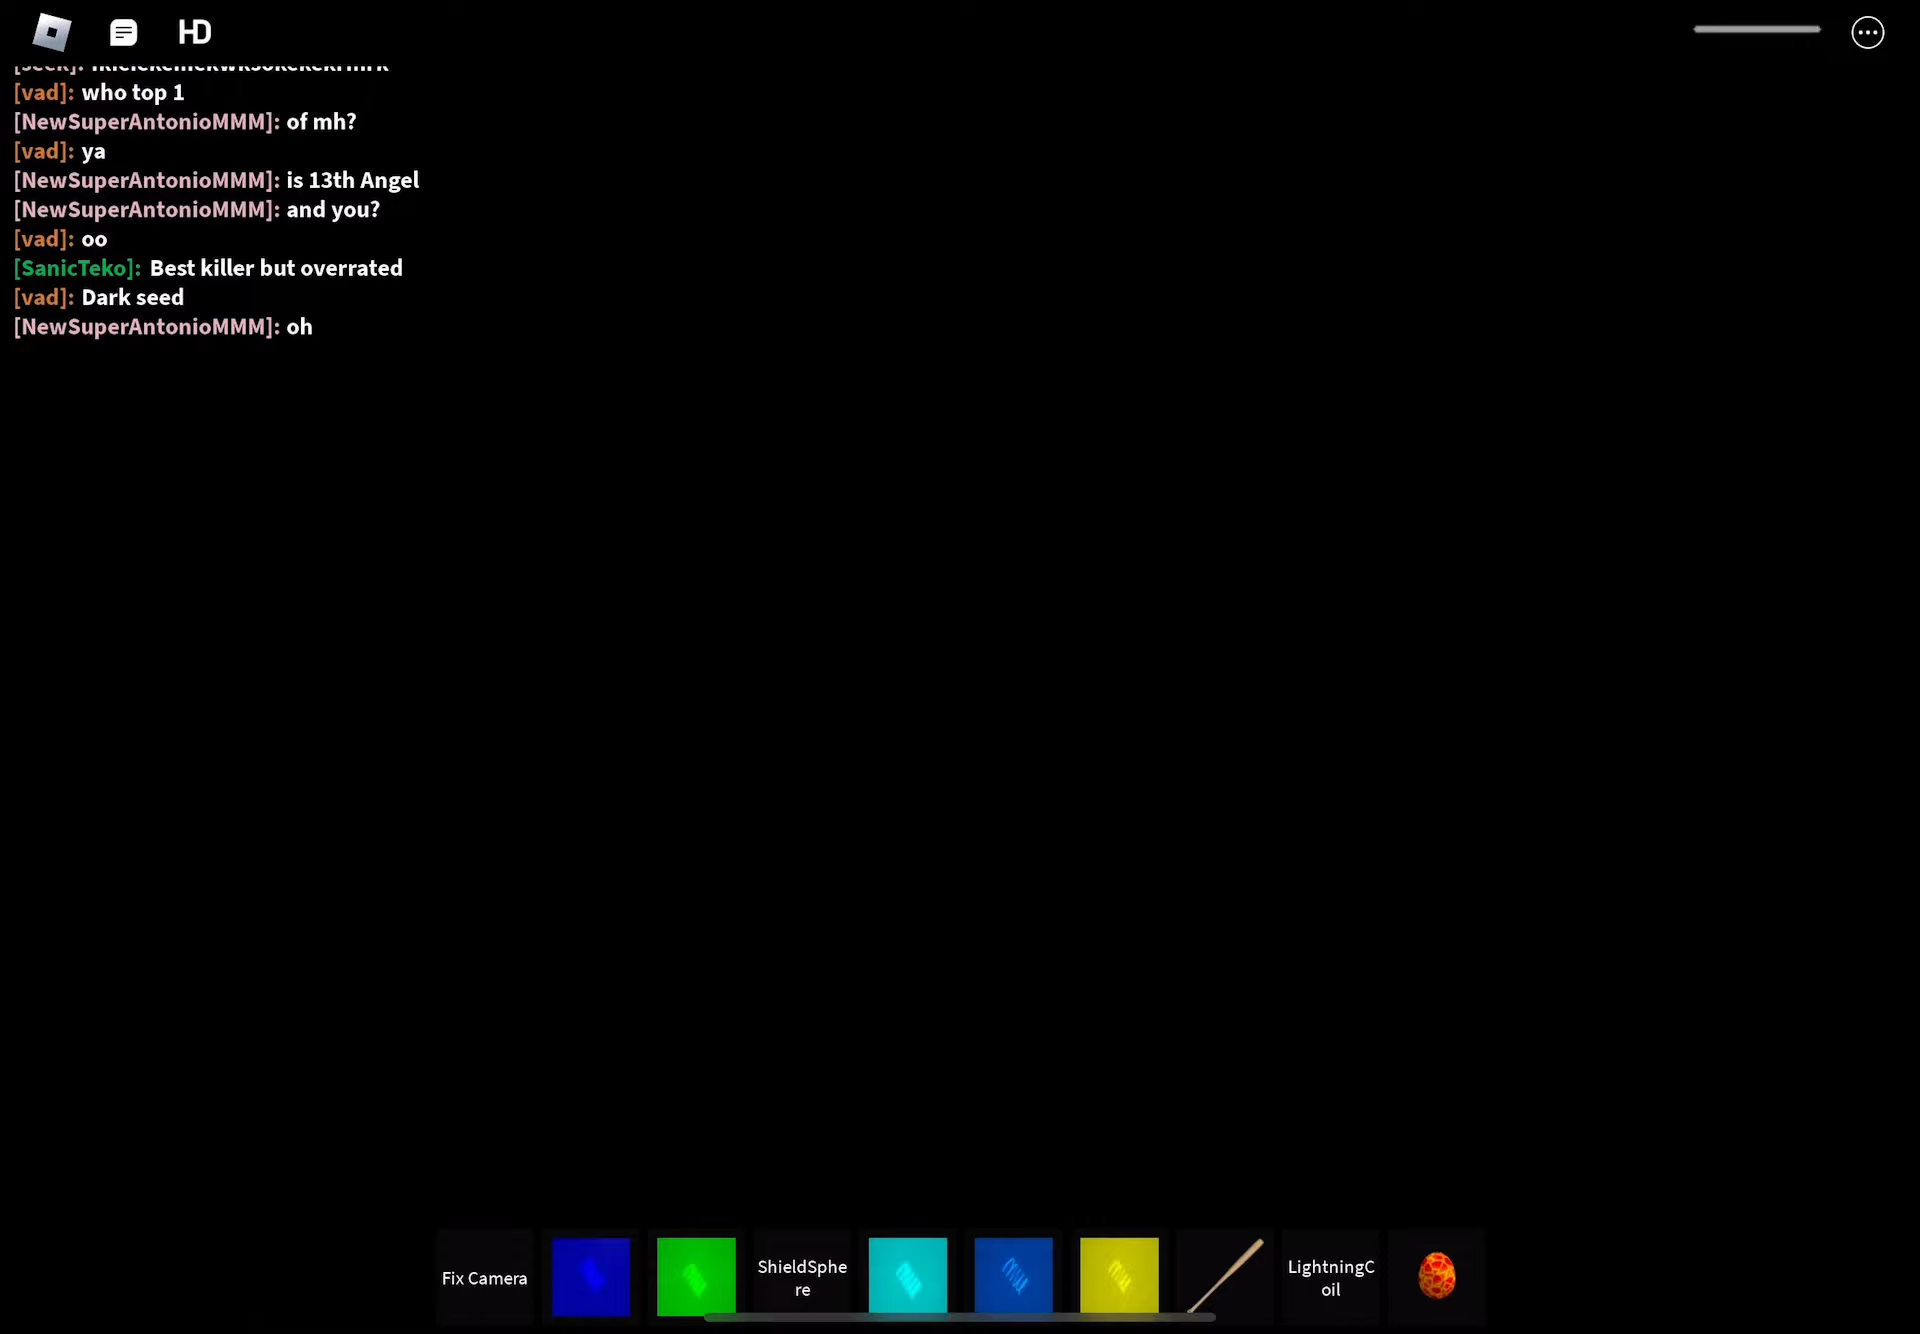 HD
[vad]: who top 1
[NewSuperAntonioMMM]: of mh?
[vad]: ya
[NewSuperAntonioMMM]: is 13th Angel
[NewSuperAntonioMMM]: and you?
[vad]: oo
[SanicTeko]: Best killer but overrated
[vad]: Dark seed
[NewSuperAntonioMMM]: oh
Fix Camera
ShieldSphe
re
LightningC
oil